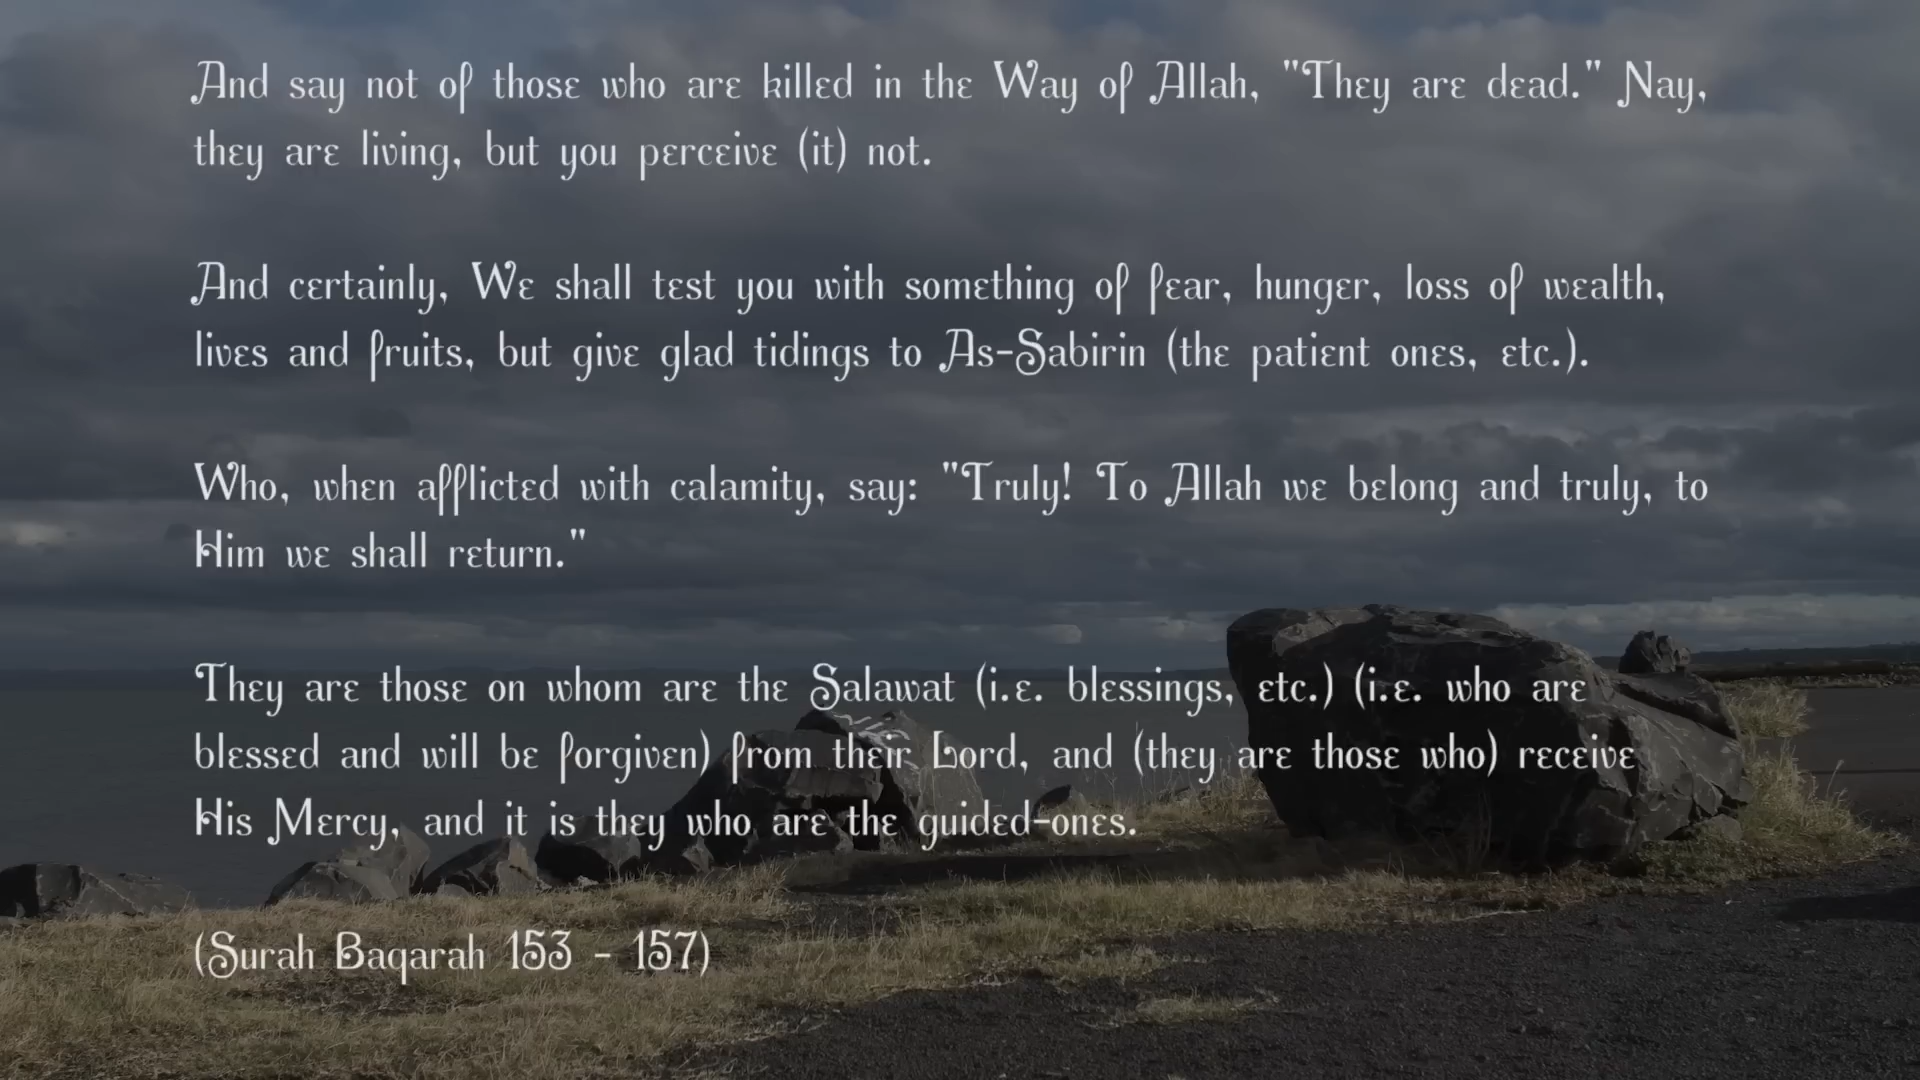 And say not of those who are killed in the Way of Allah, "They are dead." Nay,
they are living, but you perceive (it) not.
And certainly, We shall test you with something of fear, hunger, loss of wealth,
lives and fruits, but give glad tidings to As-Sabirin (the patient ones, etc.).
Who, when afflicted with calamity, say: "Truly! To Allah we belong and truly, to
Him we shall return."
They are those on whom are the Salawat (i.e. blessings, etc.) (i.e. who are
blessed and will be forgiven) from their Lord, and (they are those who) receive
His Mercy, and it is they who are the guided-ones.
(Surah Baqarah 153 - 157)